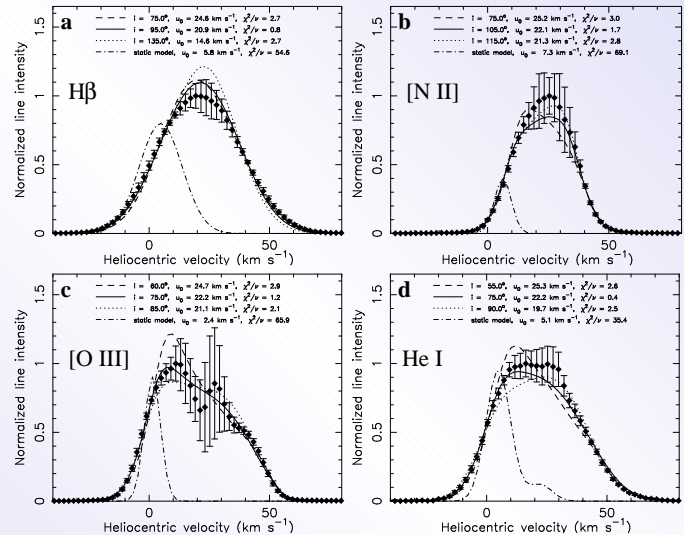 a
i = 75.0°, u₀ = 24.6 km s⁻¹, χ²/ν = 2.7
i = 95.0°, u₀ = 20.9 km s⁻¹, χ²/ν = 0.8
i = 135.0°, u₀ = 14.6 km s⁻¹, χ²/ν = 2.7
static model, u₀ = 5.8 km s⁻¹, χ²/ν = 54.6
Hβ
Normalized line intensity
0 0.5 1 1.5
0 50
Heliocentric velocity (km s⁻¹)
b
i = 75.0°, u₀ = 25.2 km s⁻¹, χ²/ν = 3.0
i = 105.0°, u₀ = 22.1 km s⁻¹, χ²/ν = 1.7
i = 115.0°, u₀ = 21.3 km s⁻¹, χ²/ν = 2.8
static model, u₀ = 7.3 km s⁻¹, χ²/ν = 69.1
[N II]
Normalized line intensity
0 0.5 1 1.5
0 50
Heliocentric velocity (km s⁻¹)
c
i = 60.0°, u₀ = 24.7 km s⁻¹, χ²/ν = 2.9
i = 75.0°, u₀ = 22.2 km s⁻¹, χ²/ν = 1.2
i = 85.0°, u₀ = 21.1 km s⁻¹, χ²/ν = 2.1
static model, u₀ = 2.4 km s⁻¹, χ²/ν = 65.9
[O III]
Normalized line intensity
0 0.5 1 1.5
0 50
Heliocentric velocity (km s⁻¹)
d
i = 55.0°, u₀ = 25.3 km s⁻¹, χ²/ν = 2.6
i = 75.0°, u₀ = 22.2 km s⁻¹, χ²/ν = 0.4
i = 90.0°, u₀ = 19.7 km s⁻¹, χ²/ν = 2.5
static model, u₀ = 5.1 km s⁻¹, χ²/ν = 35.4
He I
Normalized line intensity
0 0.5 1 1.5
0 50
Heliocentric velocity (km s⁻¹)